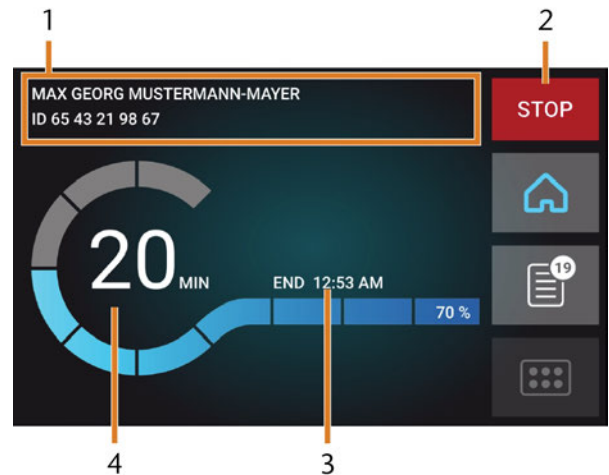 1
2
MAX GEORG MUSTERMANN-MAYER
ID 65 43 21 98 67
STOP
20 MIN
END 12:53 AM
19
70 %
4
3